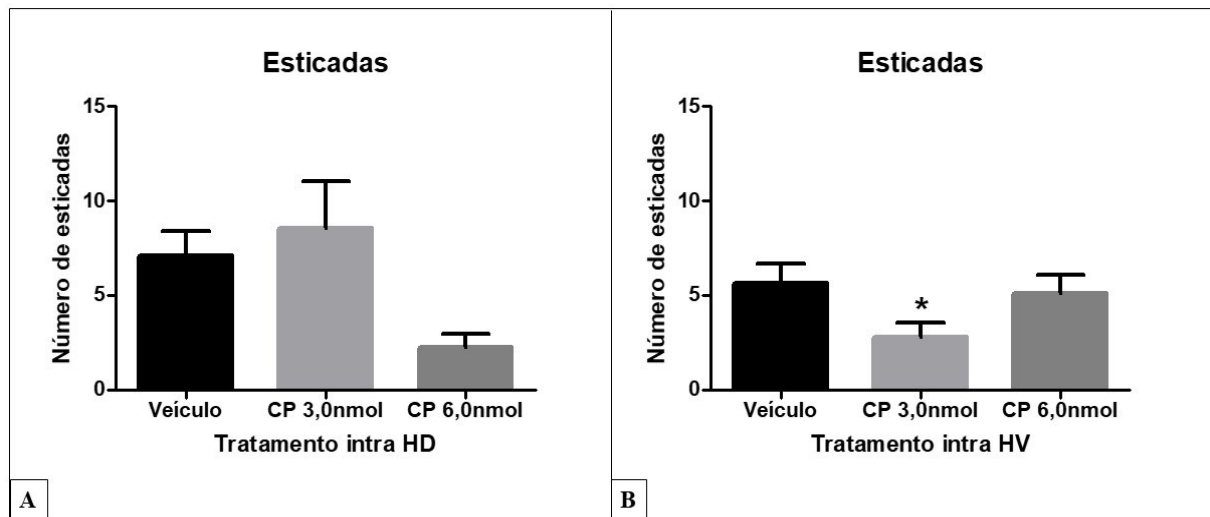 Esticadas
Número de esticadas
15
10
5
0
Veículo CP 3,0nmol CP 6,0nmol
Tratamento intra HD
A
Esticadas
Número de esticadas
15
10
5
0
*
Veículo CP 3,0nmol CP 6,0nmol
Tratamento intra HV
B